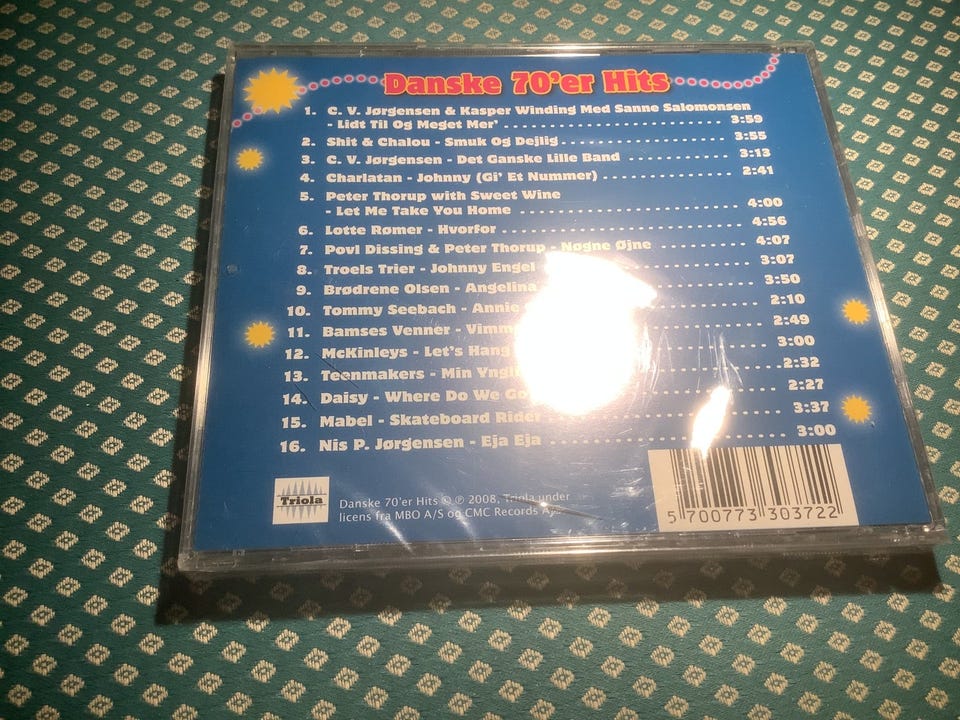 Danske 70'er Hits
1. C. V. Jørgensen & Kasper Winding Med Sanne Salomonsen
- Lidt Til Og Meget Mer' 3:59
2. Shit & Chalou - Smuk Og Dejlig 3:55
3. C. V. Jørgensen - Det Ganske Lille Band 3:13
4. Charlatan - Johnny (Gi' Et Nummer) 2:41
5. Peter Thorup with Sweet Wine
- Let Me Take You Home 4:00
6. Lotte Rømer - Hvorfor 4:56
7. Povl Dissing & Peter Thorup - Nøgne Øjne 4:07
8. Troels Trier - Johnny Engel 3:07
9. Brødrene Olsen - Angelina 3:50
10. Tommy Seebach - Annie 2:10
11. Bamses Venner - 2:49
12. McKinleys - Let's Hang 3:00
13. Teenmakers - Min 2:32
14. Daisy - Where Do We Go 2:27
15. Mabel - Skateboard Rider 3:37
16. Nis P. Jørgensen - Eja Eja 3:00
Triola
Danske 70'er Hits © ℗ 2008, Triola under
licens fra MBO A/S og CMC Records
5 700773 303722